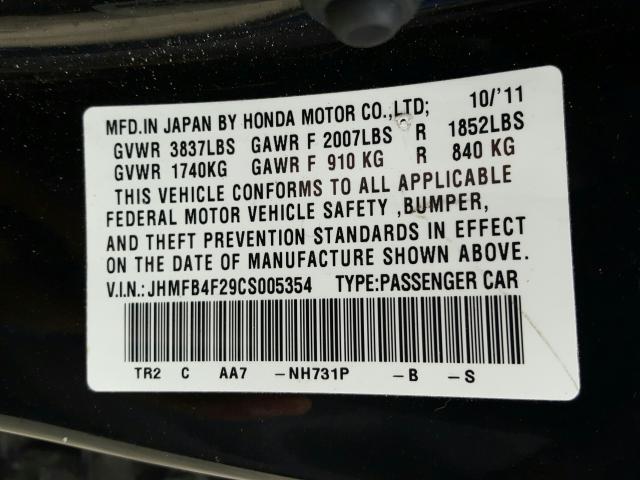 MFD.IN JAPAN BY HONDA MOTOR CO.,LTD; 10/'11
GVWR 3837LBS GAWR F 2007LBS R 1852LBS
GVWR 1740KG GAWR F 910 KG R 840 KG
THIS VEHICLE CONFORMS TO ALL APPLICABLE
FEDERAL MOTOR VEHICLE SAFETY ,BUMPER,
AND THEFT PREVENTION STANDARDS IN EFFECT
ON THE DATE OF MANUFACTURE SHOWN ABOVE.
V.I.N.:JHMFB4F29CS005354 TYPE:PASSENGER CAR
TR2 C AA7 -NH731P -B -S